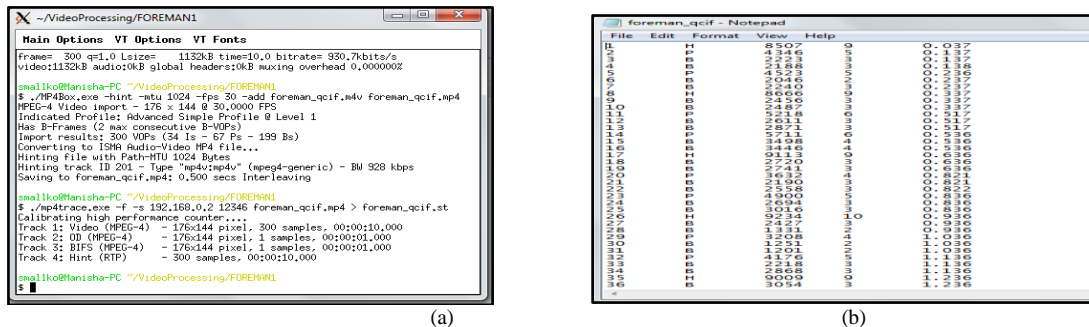 ~/VideoProcessing/FOREMAN1
Main Options VT Options VT Fonts
frame= 300 q=1.0 Lsize= 1132kB time=10.0 bitrate= 930.7kbits/s
video:1132kB audio:0kB global headers:0kB muxing overhead 0.000000%
smallko@Manisha-PC ~/VideoProcessing/FOREMAN1
$ ./MP4Box.exe -hint -mtu 1024 -fps 30 -add foreman_qcif.m4v foreman_qcif.mp4
MPEG-4 Video import - 176 x 144 @ 30.0000 FPS
Indicated Profile: Advanced Simple Profile @ Level 1
Has B-Frames (2 max consecutive B-VOPs)
Import results: 300 VOPs (34 Is - 67 Ps - 199 Bs)
Converting to ISMA Audio-Video MP4 file...
Hinting file with Path-MTU 1024 Bytes
Hinting track ID 201 - Type "mp4v:mp4v" (mpeg4-generic) - BW 928 kbps
Saving to foreman_qcif.mp4: 0.500 secs Interleaving
smallko@Manisha-PC ~/VideoProcessing/FOREMAN1
$ ./mp4trace.exe -f -s 192.168.0.2 12346 foreman_qcif.mp4 > foreman_qcif.st
Calibrating high performance counter....
Track 1: Video (MPEG-4) - 176x144 pixel, 300 samples, 00:00:10.000
Track 2: OD (MPEG-4) - 176x144 pixel, 1 samples, 00:00:01.000
Track 3: BIFS (MPEG-4) - 176x144 pixel, 1 samples, 00:00:01.000
Track 4: Hint (RTP) - 300 samples, 00:00:10.000
smallko@Manisha-PC ~/VideoProcessing/FOREMAN1
$
(a)
foreman_qcif - Notepad
File Edit Format View Help
1 H 8507 9 0.037
2 P 4346 5 0.137
3 B 2223 3 0.137
4 B 2188 3 0.138
5 P 4523 5 0.236
6 B 2046 2 0.237
7 B 2240 3 0.237
8 H 8666 9 0.337
9 B 2456 3 0.337
10 B 2487 3 0.337
11 P 5218 6 0.517
12 B 2611 3 0.517
13 B 2871 3 0.517
14 P 5711 6 0.536
15 B 3498 4 0.536
16 B 3446 4 0.536
17 H 9113 9 0.636
18 B 2720 3 0.636
19 B 2741 3 0.636
20 P 3632 4 0.821
21 B 2190 3 0.822
22 B 2558 3 0.822
23 P 6900 7 0.836
24 B 2694 3 0.836
25 B 3016 3 0.836
26 H 9234 10 0.936
27 B 2427 3 0.936
28 B 1331 2 0.936
29 P 3208 4 1.036
30 B 1251 2 1.036
31 B 1201 2 1.036
32 P 4176 5 1.136
33 B 2218 3 1.136
34 B 2868 3 1.136
35 H 9009 9 1.236
36 B 3054 3 1.236
(b)